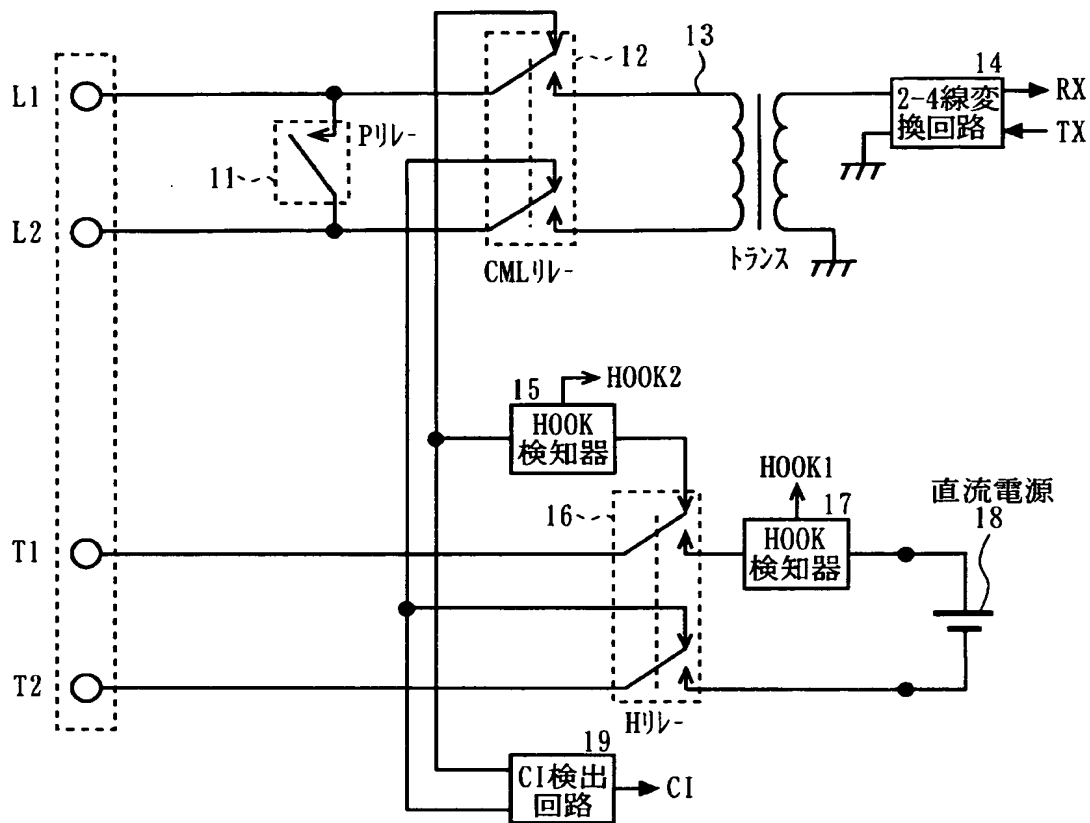 L1
12
13
14
2-4線変
換回路
RX
TX
Pリレー
11
L2
CMLリレー
トランス
15
HOOK2
HOOK
検知器
HOOK1
16
17
直流電源
18
T1
HOOK
検知器
T2
Hリレー
19
CI検出
回路
CI